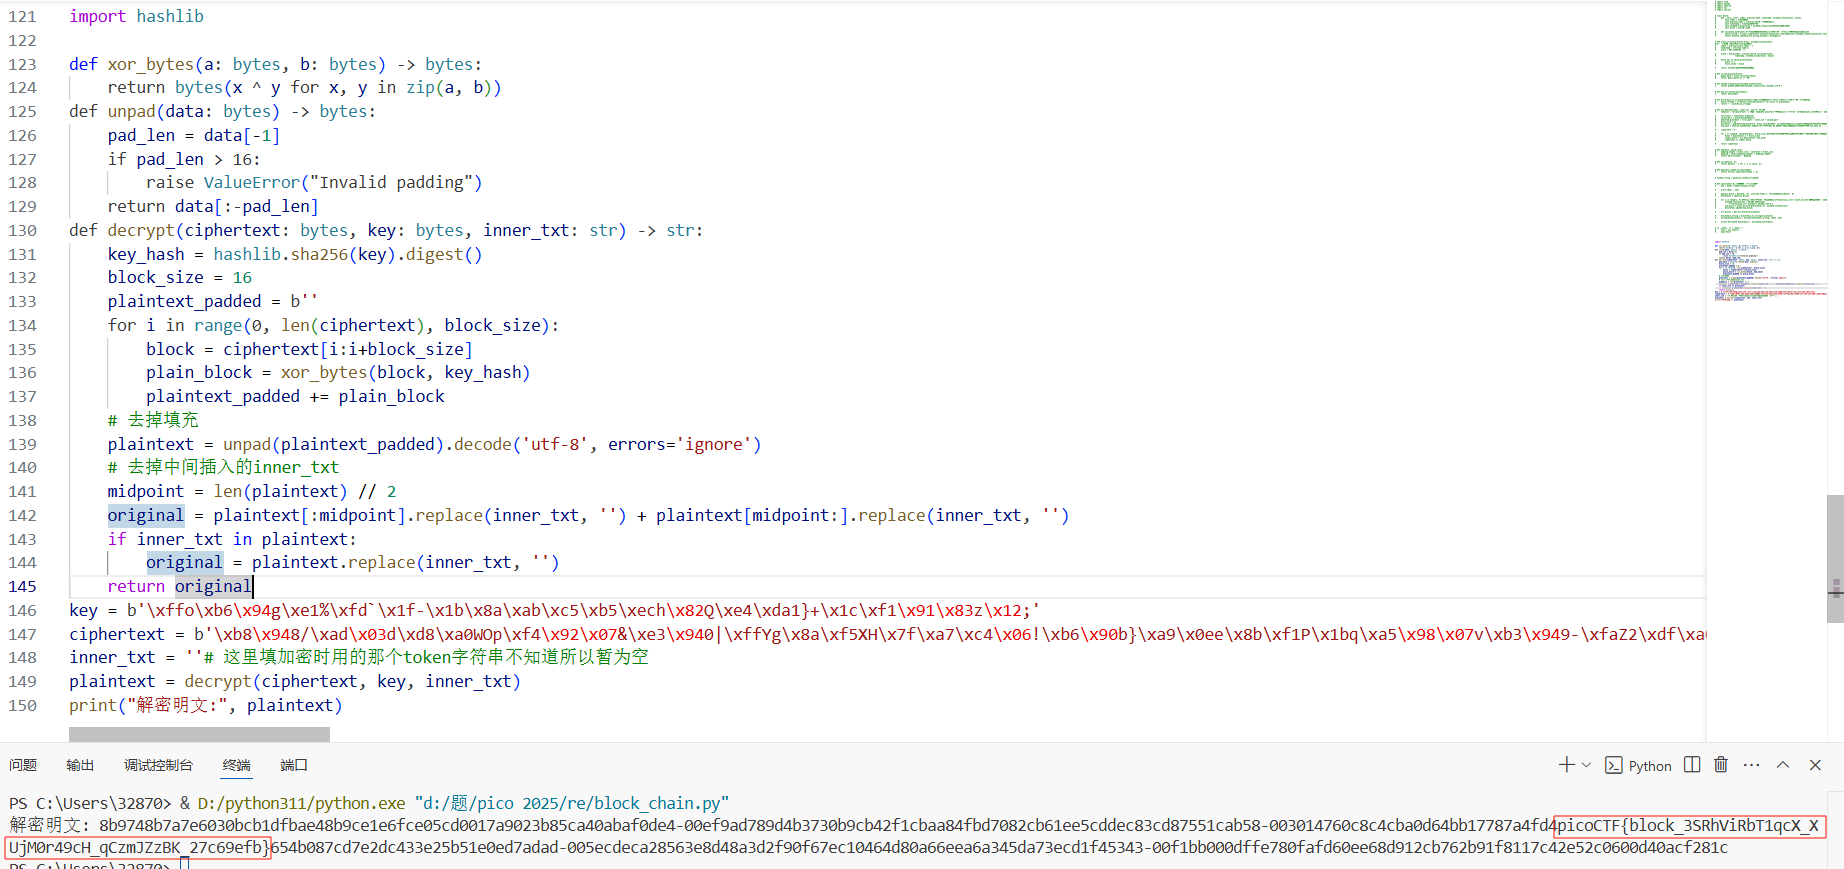 121 import hashlib
122
123 def xor_bytes(a: bytes, b: bytes) -> bytes:
124     return bytes(x ^ y for x, y in zip(a, b))
125 def unpad(data: bytes) -> bytes:
126     pad_len = data[-1]
127     if pad_len > 16:
128         raise ValueError("Invalid padding")
129     return data[:-pad_len]
130 def decrypt(ciphertext: bytes, key: bytes, inner_txt: str) -> str:
131     key_hash = hashlib.sha256(key).digest()
132     block_size = 16
133     plaintext_padded = b''
134     for i in range(0, len(ciphertext), block_size):
135         block = ciphertext[i:i+block_size]
136         plain_block = xor_bytes(block, key_hash)
137         plaintext_padded += plain_block
138     # 去掉填充
139     plaintext = unpad(plaintext_padded).decode('utf-8', errors='ignore')
140     # 去掉中间插入的inner_txt
141     midpoint = len(plaintext) // 2
142     original = plaintext[:midpoint].replace(inner_txt, '') + plaintext[midpoint:].replace(inner_txt, '')
143     if inner_txt in plaintext:
144         original = plaintext.replace(inner_txt, '')
145     return original
146 key = b'\xffo\xb6\x94g\xe1%\xfd`\x1f-\x1b\x8a\xab\xc5\xb5\xech\x82Q\xe4\xda1}+\x1c\xf1\x91\x83z\x12;'
147 ciphertext = b'\xb8\x948/\xad\x03d\xd8\xa0WOp\xf4\x92\x07&\xe3\x940|\xffYg\x8a\xf5XH\x7f\xa7\xc4\x06!\xb6\x90b}\xa9\x0ee\x8b\xf1P\x1bq\xa5\x98\x07v\xb3\x949-\xfaZ2\xdf\xa
148 inner_txt = ''# 这里填加密时用的那个token字符串不知道所以暂为空
149 plaintext = decrypt(ciphertext, key, inner_txt)
150 print("解密明文:", plaintext)
问题 输出 调试控制台 终端 端口 Python
PS C:\Users\32870> & D:/python311/python.exe "d:/题/pico 2025/re/block_chain.py"
解密明文: 8b9748b7a7e6030bcb1dfbae48b9ce1e6fce05cd0017a9023b85ca40abaf0de4-00ef9ad789d4b3730b9cb42f1cbaa84fbd7082cb61ee5cddec83cd87551cab58-003014760c8c4cba0d64bb17787a4fd4picoCTF{block_3SRhViRbT1qcX_X
UjM0r49cH_qCzmJZzBK_27c69efb}654b087cd7e2dc433e25b51e0ed7adad-005ecdeca28563e8d48a3d2f90f67ec10464d80a66eea6a345da73ecd1f45343-00f1bb000dffe780fafd60ee68d912cb762b91f8117c42e52c0600d40acf281c
PS C:\Users\32870>